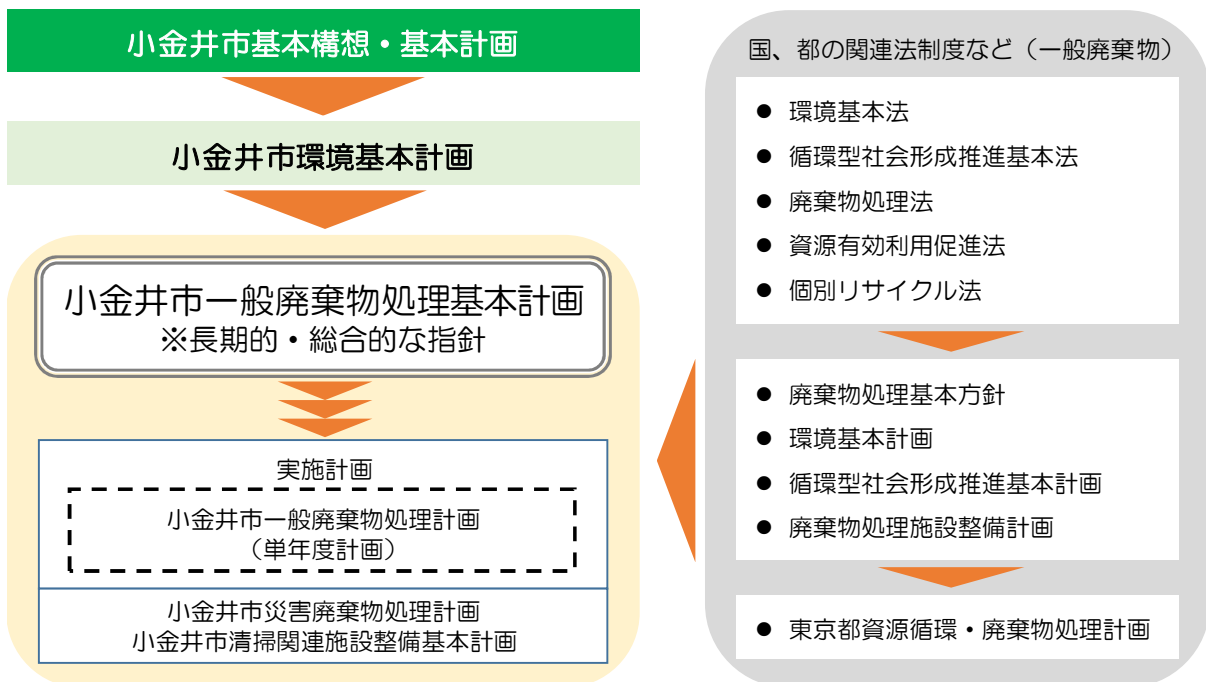 小金井市基本構想・基本計画
小金井市環境基本計画
小金井市一般廃棄物処理基本計画
※長期的・総合的な指針
実施計画
小金井市一般廃棄物処理計画
（単年度計画）
小金井市災害廃棄物処理計画
小金井市清掃関連施設整備基本計画
国、都の関連法制度など（一般廃棄物）
● 環境基本法
● 循環型社会形成推進基本法
● 廃棄物処理法
● 資源有効利用促進法
● 個別リサイクル法
● 廃棄物処理基本方針
● 環境基本計画
● 循環型社会形成推進基本計画
● 廃棄物処理施設整備計画
● 東京都資源循環・廃棄物処理計画